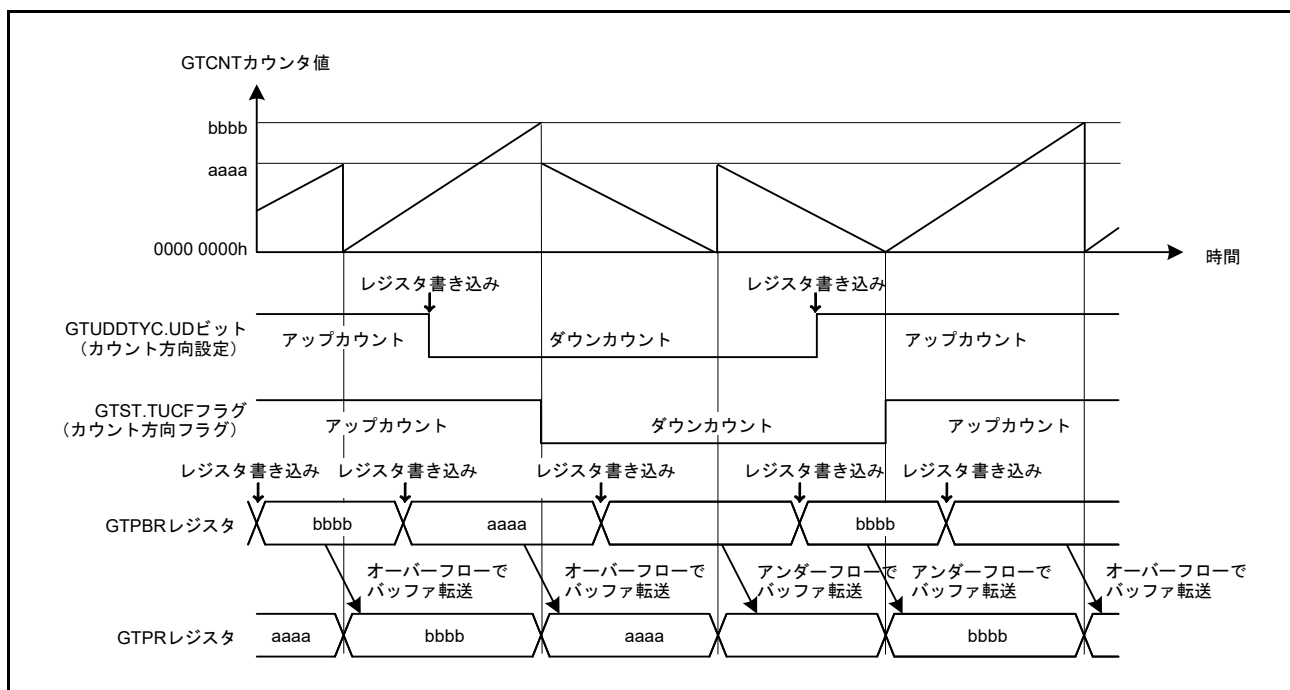 GTCNTカウンタ値
bbbb
aaaa
0000 0000h
時間
レジスタ書き込み
レジスタ書き込み
GTUDDTYC.UDビット
（カウント方向設定）
アップカウント
ダウンカウント
アップカウント
GTST.TUCFフラグ
（カウント方向フラグ）
アップカウント
ダウンカウント
アップカウント
レジスタ書き込み
レジスタ書き込み
レジスタ書き込み
レジスタ書き込み
レジスタ書き込み
GTPBRレジスタ
bbbb
aaaa
bbbb
オーバーフローで
バッファ転送
オーバーフローで
バッファ転送
アンダーフローで
バッファ転送
アンダーフローで
バッファ転送
オーバーフローで
バッファ転送
GTPRレジスタ
aaaa
bbbb
aaaa
bbbb